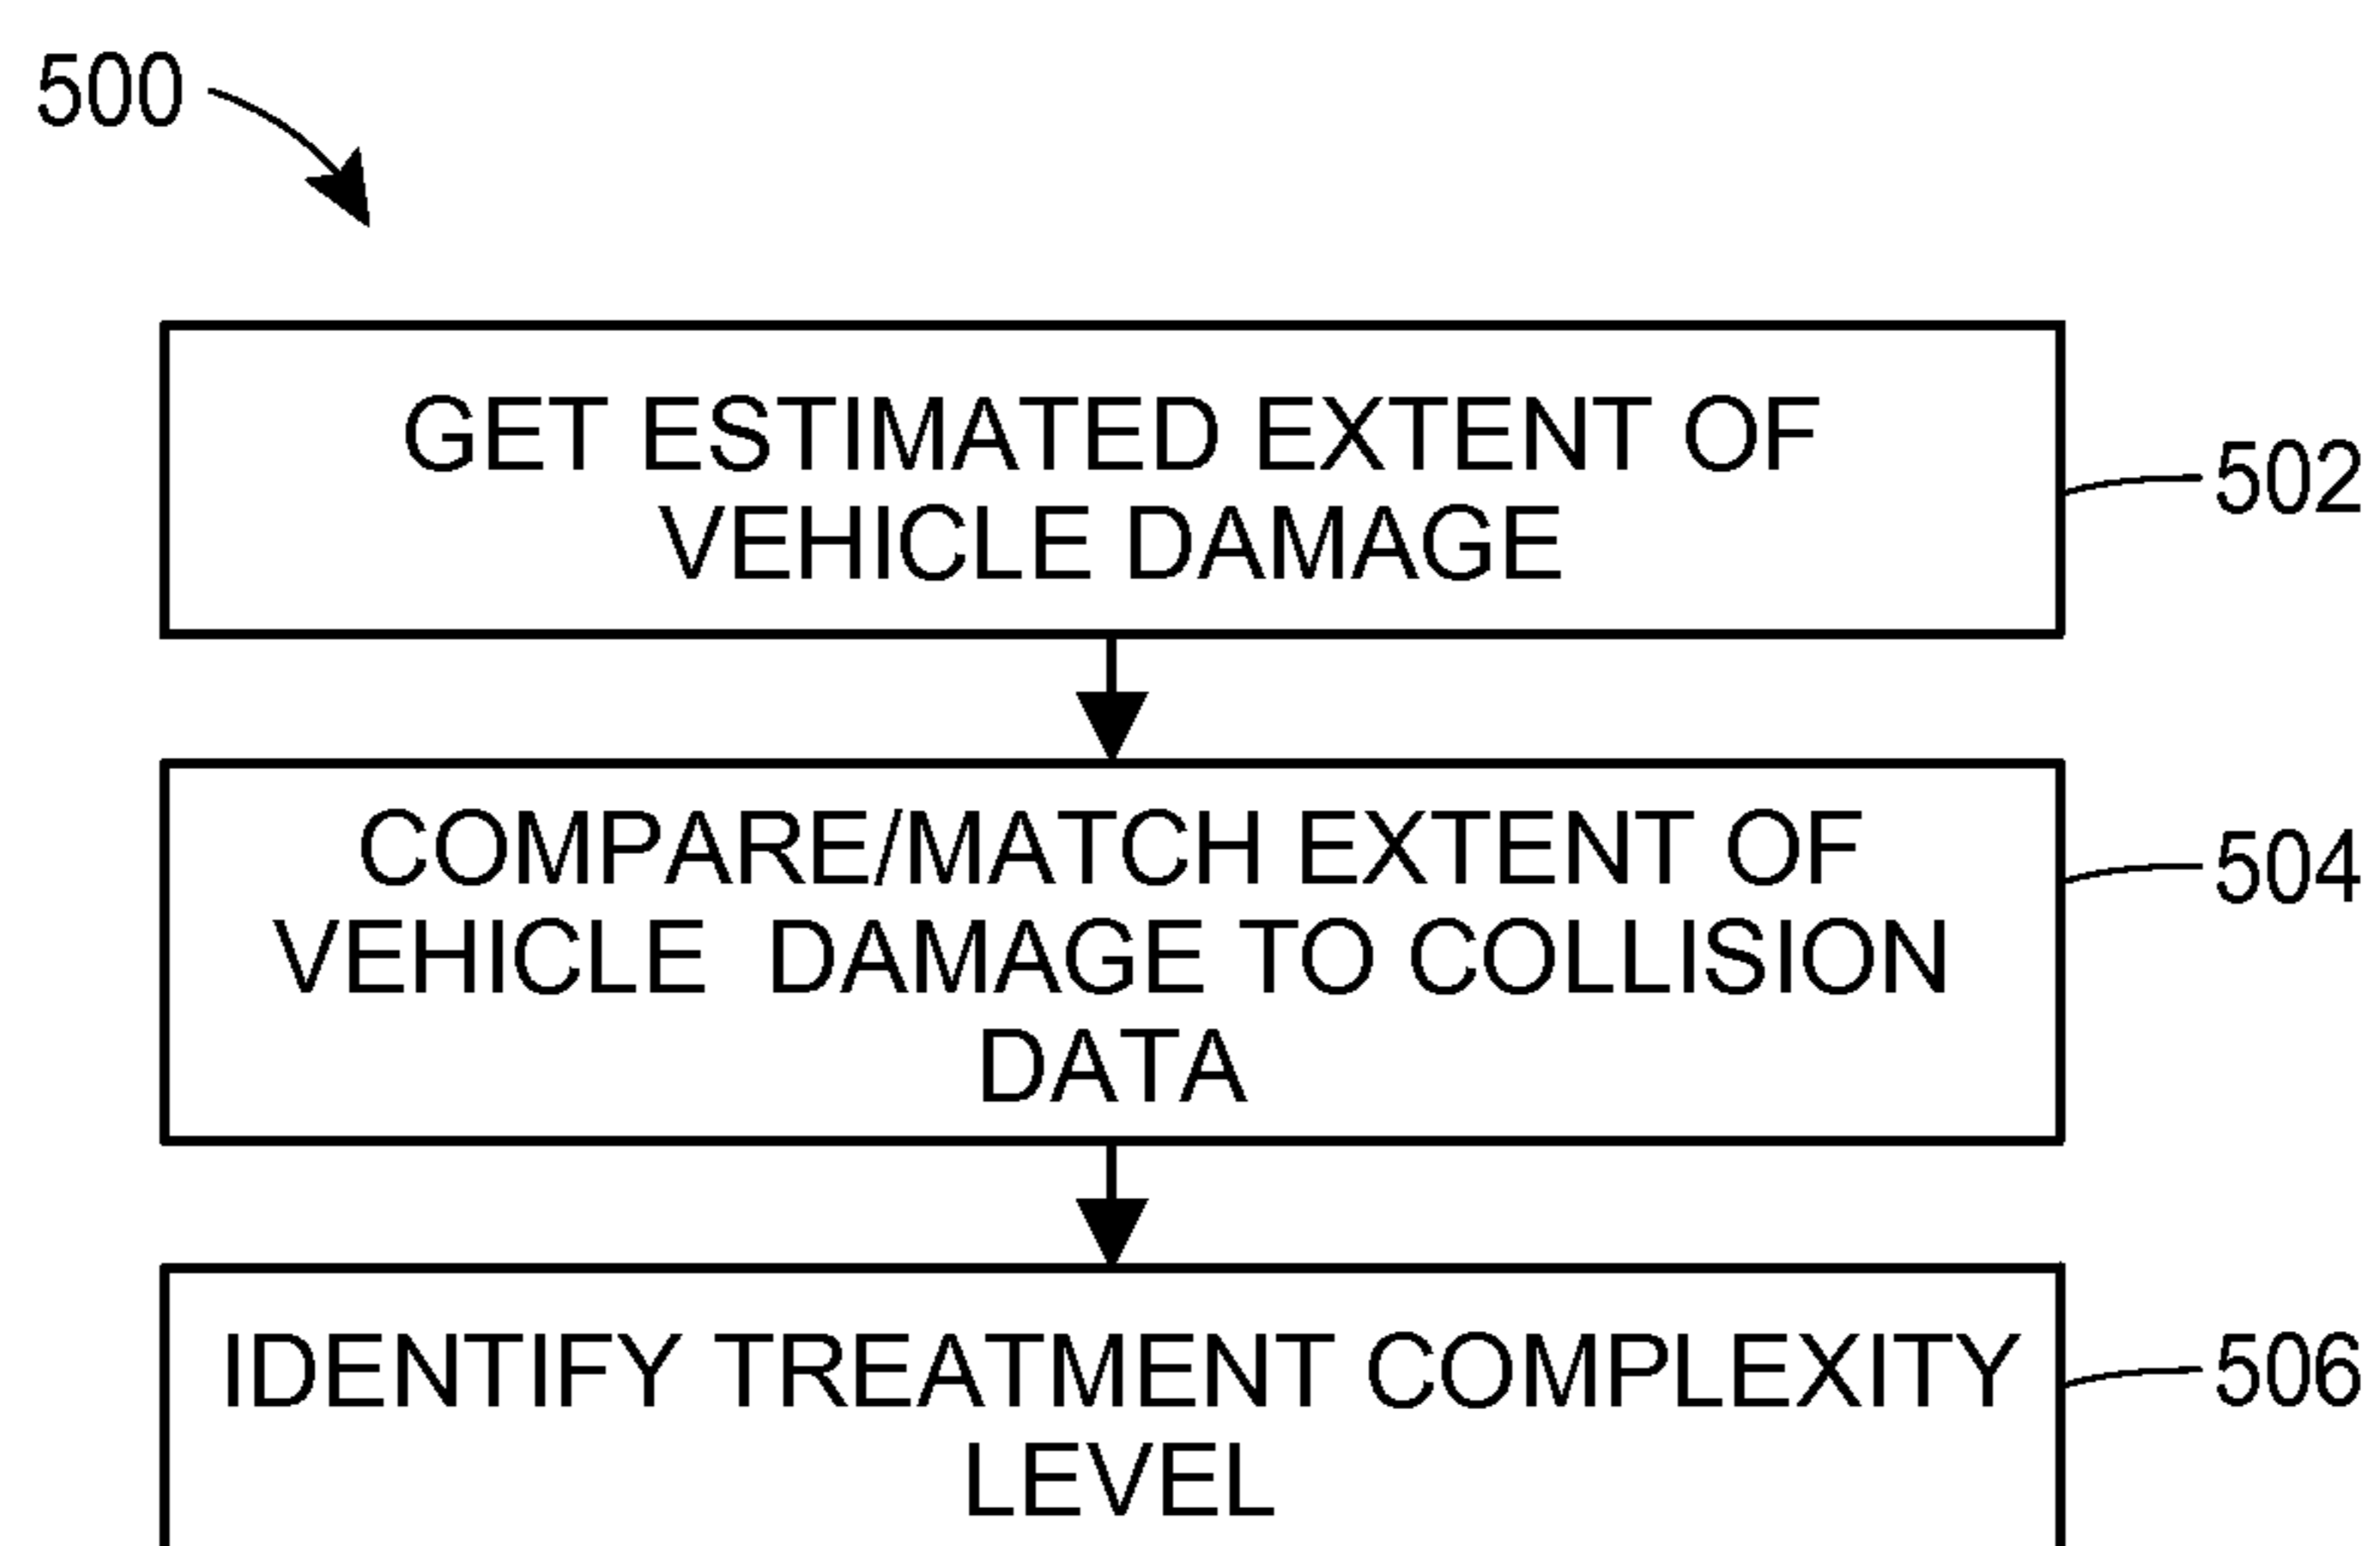 500
GET ESTIMATED EXTENT OF
VEHICLE DAMAGE
502
COMPARE/MATCH EXTENT OF
VEHICLE DAMAGE TO COLLISION
DATA
504
IDENTIFY TREATMENT COMPLEXITY
LEVEL
506